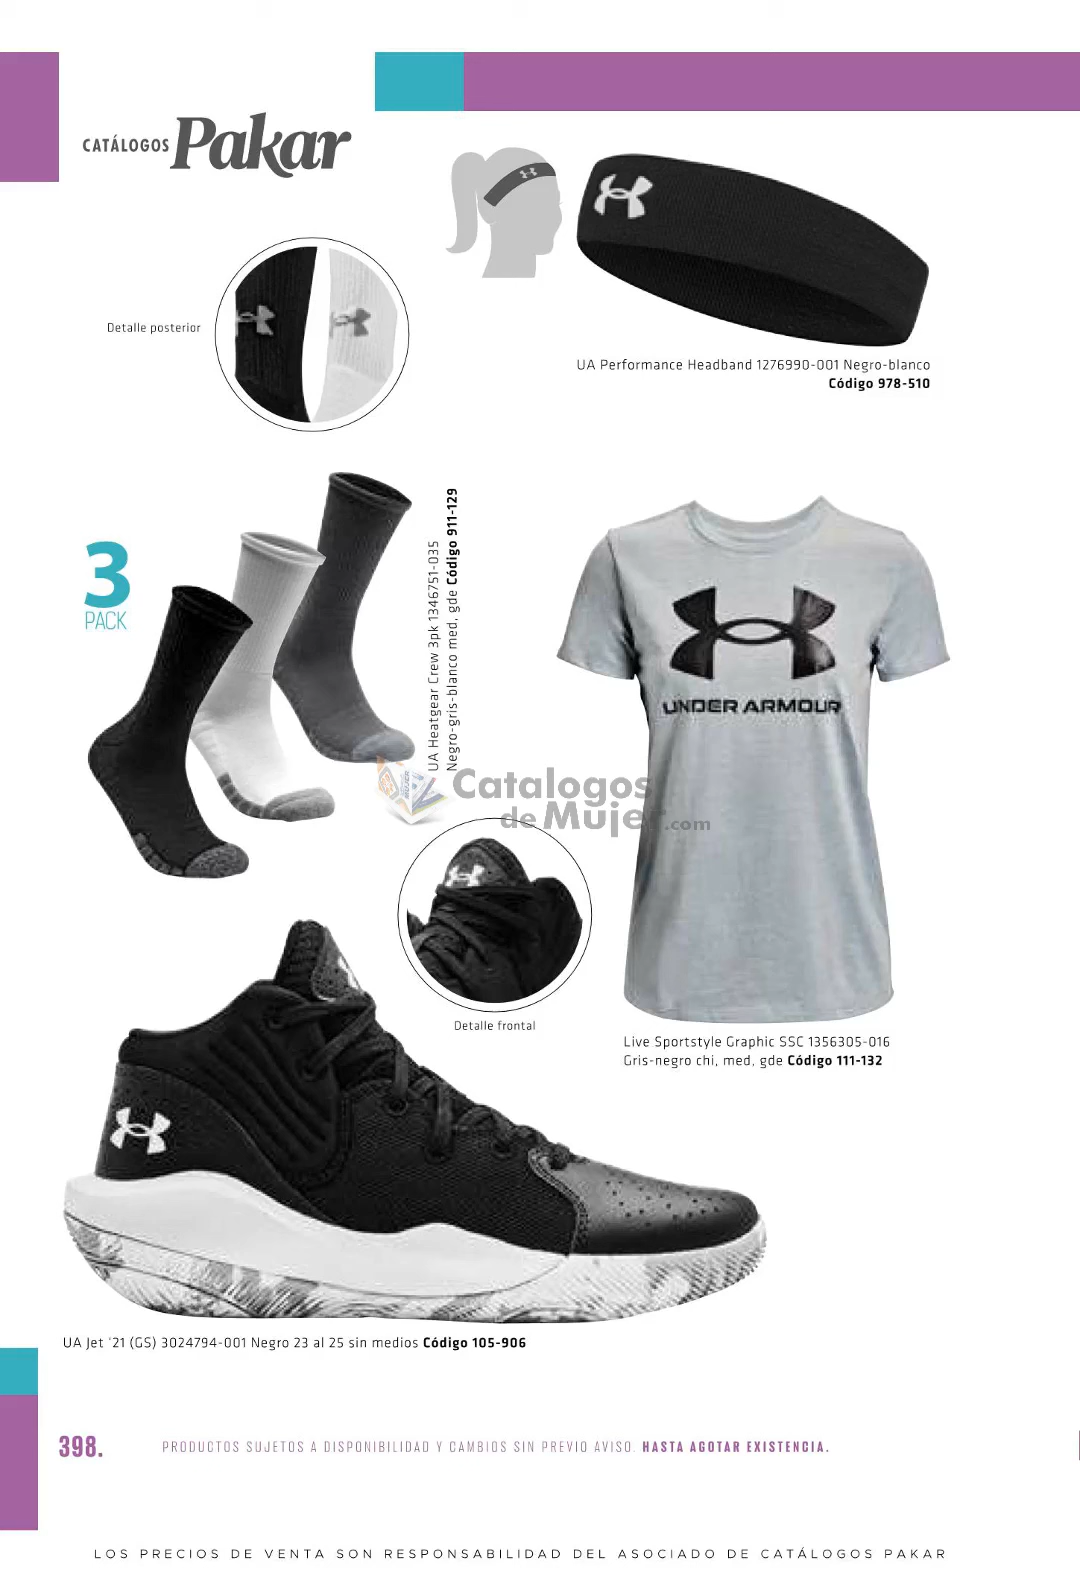 CATÁLOGOS Pakar
Detalle posterior
UA Performance Headband 1276990-001 Negro-blanco
Código 978-510
3
PACK
UA Heatgear Crew 3pk 1346751-035
Negro-gris-blanco med, gde Código 911-129
UNDER ARMOUR
Catalogos
de Mujer.com
Detalle frontal
Live Sportstyle Graphic SSC 1356305-016
Gris-negro chi, med, gde Código 111-132
UA Jet '21 (GS) 3024794-001 Negro 23 al 25 sin medios Código 105-906
398.
PRODUCTOS SUJETOS A DISPONIBILIDAD Y CAMBIOS SIN PREVIO AVISO. HASTA AGOTAR EXISTENCIA.
LOS PRECIOS DE VENTA SON RESPONSABILIDAD DEL ASOCIADO DE CATÁLOGOS PAKAR